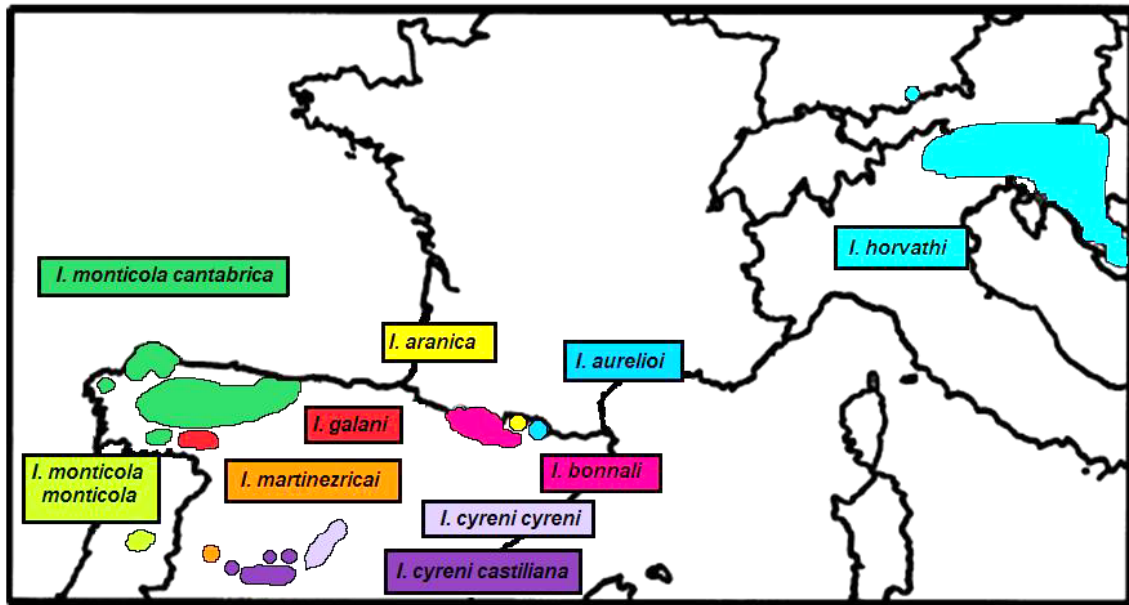 I. horvathi
I. monticola cantabrica
I. aranica
I. aurelioi
I. galani
I. monticola
monticola
I. martinezricai
I. bonnali
I. cyreni cyreni
I. cyreni castiliana